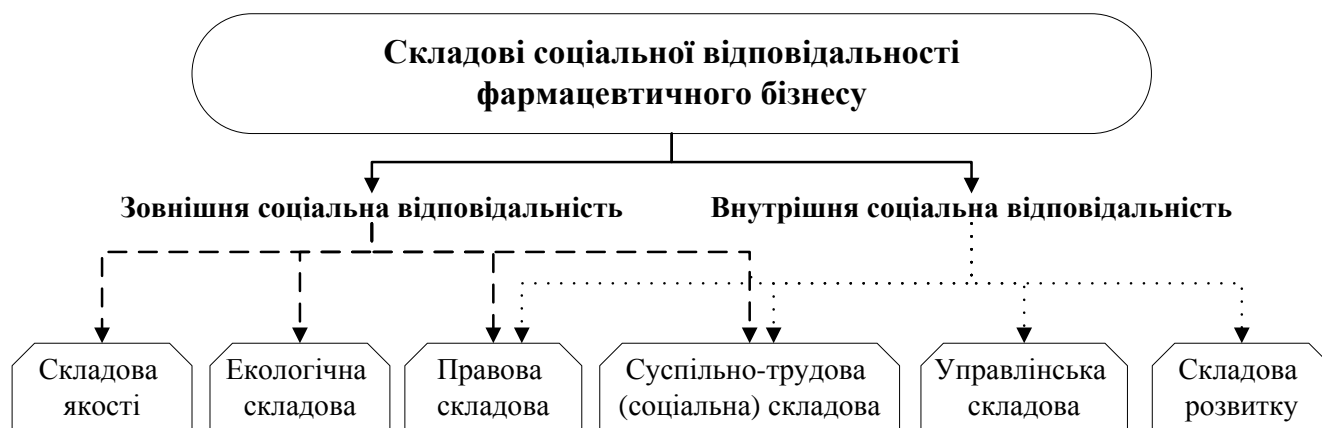 Складові соціальної відповідальності
фармацевтичного бізнесу
Зовнішня соціальна відповідальність
Внутрішня соціальна відповідальність
Складова
якості
Екологічна
складова
Правова
складова
Суспільно-трудова
(соціальна) складова
Управлінська
складова
Складова
розвитку